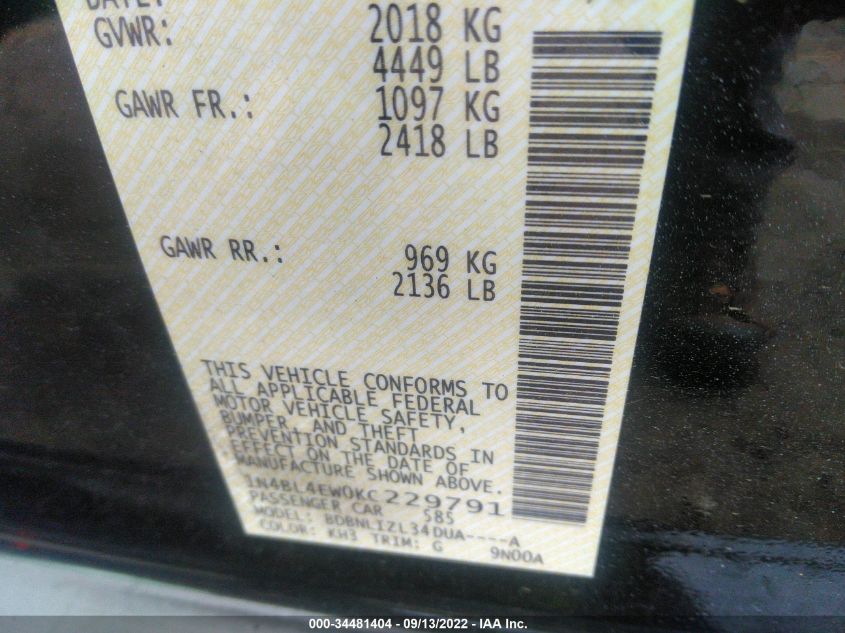 DATE:
GVWR: 2018 KG
4449 LB
GAWR FR.: 1097 KG
2418 LB
GAWR RR.: 969 KG
2136 LB
THIS VEHICLE CONFORMS TO
ALL APPLICABLE FEDERAL
MOTOR VEHICLE SAFETY,
BUMPER, AND THEFT
PREVENTION STANDARDS IN
EFFECT ON THE DATE OF
MANUFACTURE SHOWN ABOVE.
1N4BL4EW0KC229791
PASSENGER CAR S85
MODEL: BDBNLIZL34DUA----A
COLOR: KH3 TRIM: G 9N00A
000-34481404 - 09/13/2022 - IAA Inc.